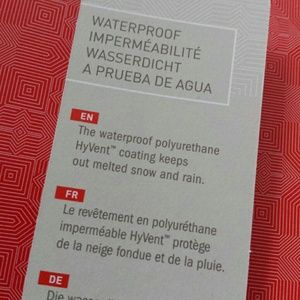 WATERPROOF
IMPERMÉABILITÉ
WASSERDICHT
A PRUEBA DE AGUA
EN
The waterproof polyurethane
HyVent™ coating keeps
out melted snow and rain.
FR
Le revêtement en polyuréthane
imperméable HyVent™ protège
de la neige fondue et de la pluie.
DE
Die